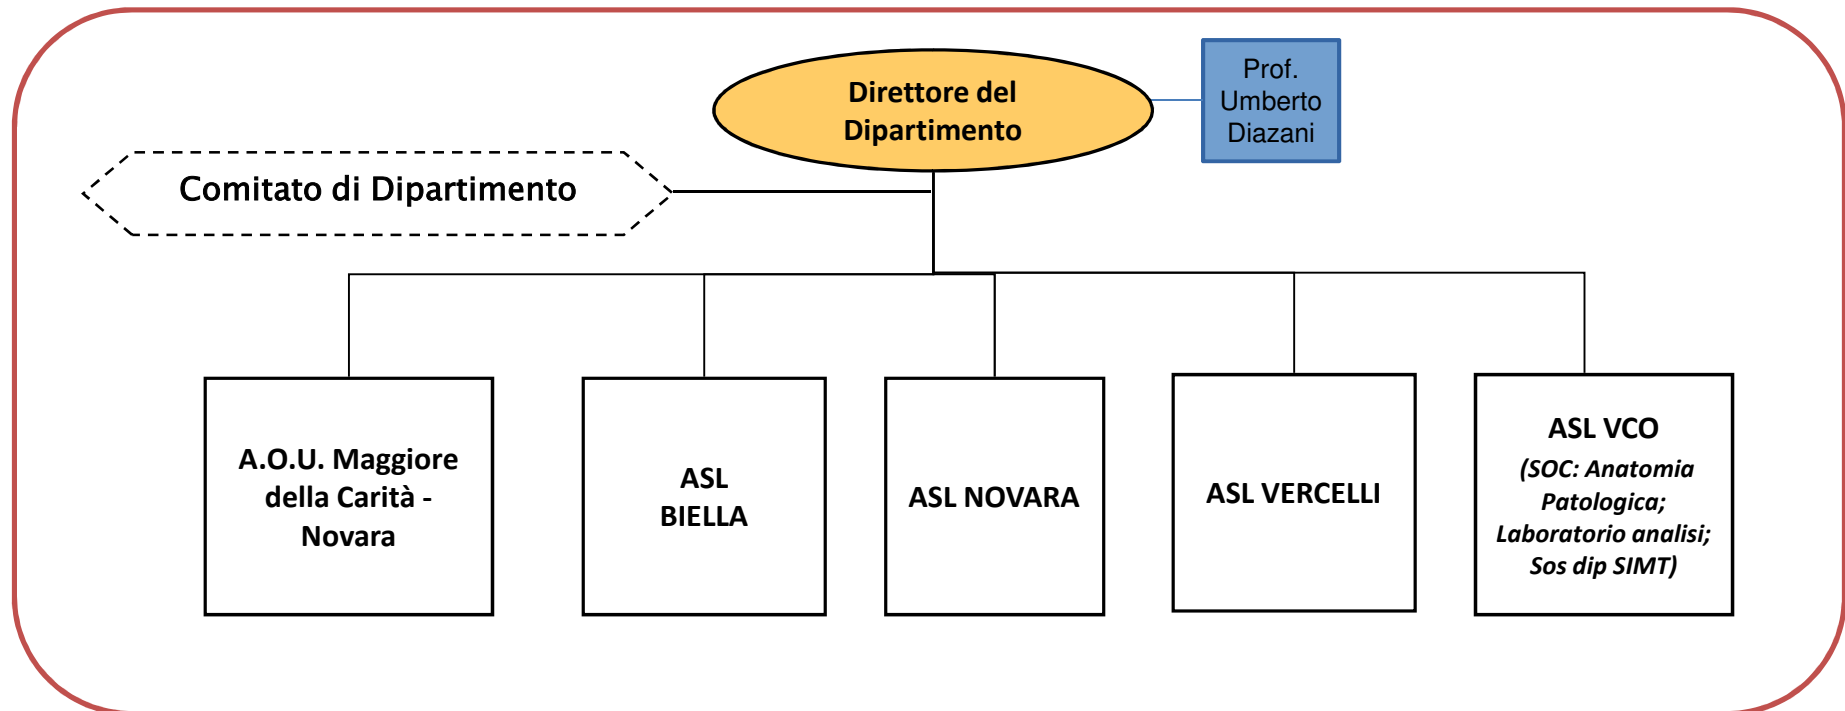 Direttore del
Dipartimento
Prof.
Umberto
Diazani
Comitato di Dipartimento
A.O.U. Maggiore
della Carità -
Novara
ASL
BIELLA
ASL NOVARA
ASL VERCELLI
ASL VCO
(SOC: Anatomia
Patologica;
Laboratorio analisi;
Sos dip SIMT)